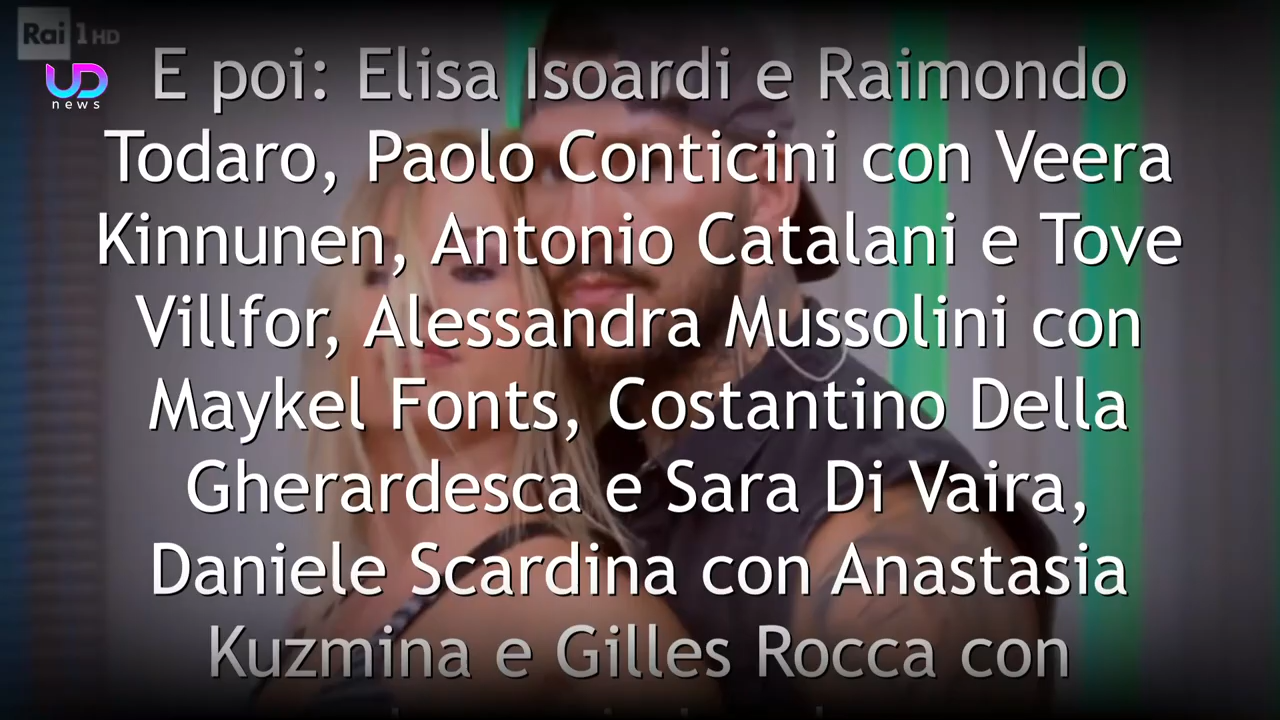 Rai 1 HD
UD
news
E poi: Elisa Isoardi e Raimondo
Todaro, Paolo Conticini con Veera
Kinnunen, Antonio Catalani e Tove
Villfor, Alessandra Mussolini con
Maykel Fonts, Costantino Della
Gherardesca e Sara Di Vaira,
Daniele Scardina con Anastasia
Kuzmina e Gilles Rocca con